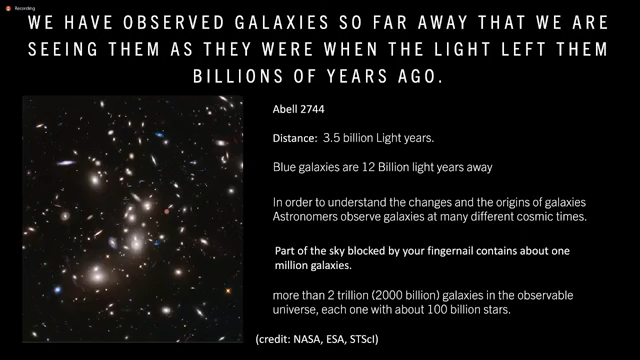 Recording
WE HAVE OBSERVED GALAXIES SO FAR AWAY THAT WE ARE
SEEING THEM AS THEY WERE WHEN THE LIGHT LEFT THEM
BILLIONS OF YEARS AGO.
Abell 2744
Distance: 3.5 billion Light years.
Blue galaxies are 12 Billion light years away
In order to understand the changes and the origins of galaxies
Astronomers observe galaxies at many different cosmic times.
Part of the sky blocked by your fingernail contains about one
million galaxies.
more than 2 trillion (2000 billion) galaxies in the observable
universe, each one with about 100 billion stars.
(credit: NASA, ESA, STScI)